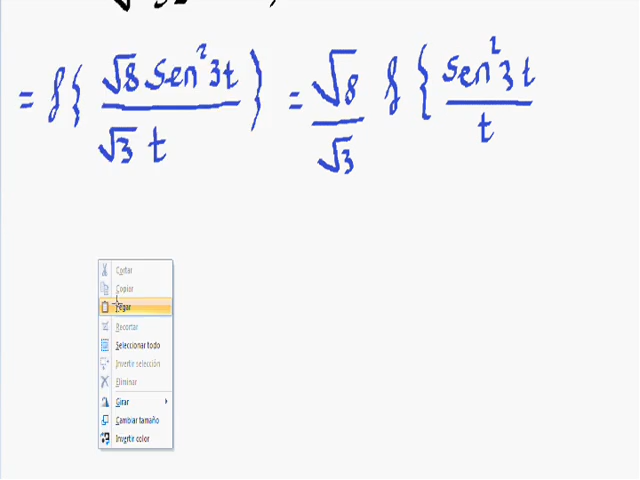 = ℒ{ √8 sen² 3t / √3 t } = √8 / √3 ℒ{ sen² 3t / t
Cortar
Copiar
Pegar
Recortar
Seleccionar todo
Invertir selección
Eliminar
Girar
Cambiar tamaño
Invertir color